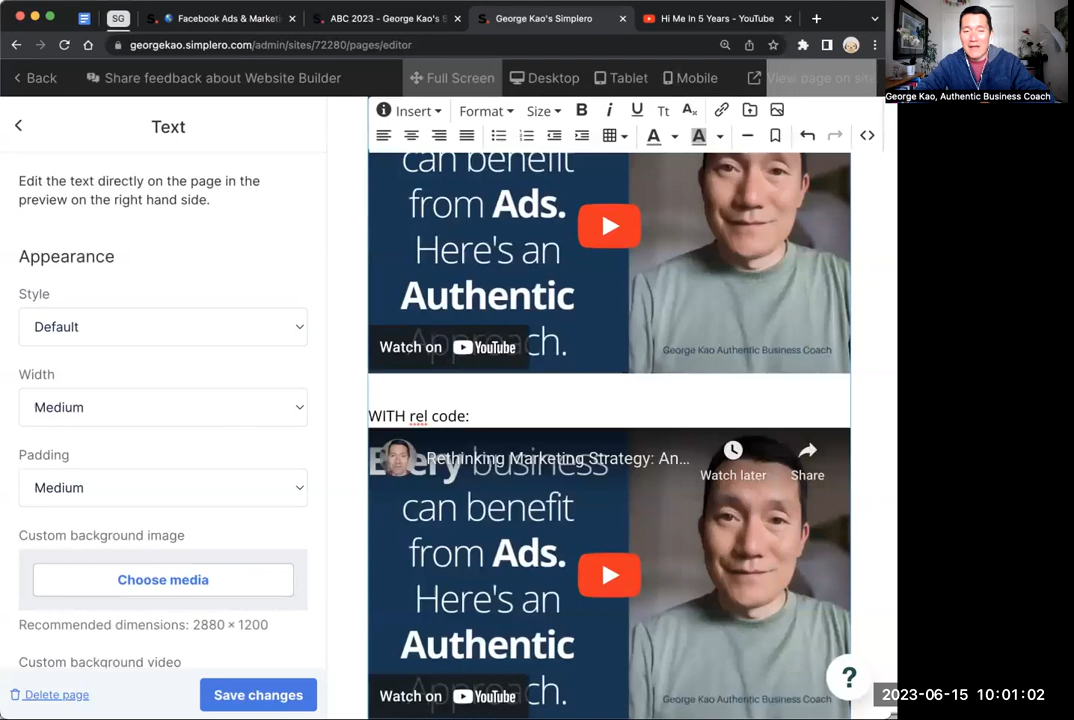 SG
Facebook Ads & Marketi
ABC 2023 - George Kao's E
George Kao's Simplero
Hi Me In 5 Years - YouTube
georgekao.simplero.com/admin/sites/72280/pages/editor
Back
Share feedback about Website Builder
Full Screen
Desktop
Tablet
Mobile
View page on site
George Kao, Authentic Business Coach
Text
Insert
Format
Size
B
i
U
Tt
Edit the text directly on the page in the
preview on the right hand side.
Appearance
Style
Default
Width
Medium
Padding
Medium
Custom background image
Choose media
Recommended dimensions: 2880 × 1200
Custom background video
Delete page
Save changes
can benefit
from Ads.
Here's an
Authentic
Approach.
Watch on YouTube
George Kao Authentic Business Coach
WITH rel code:
Every business
Rethinking Marketing Strategy: An...
Watch later
Share
can benefit
from Ads.
Here's an
Authentic
ch.
Watch on YouTube
George Kao Authentic Business Coach
?
2023-06-15 10:01:02